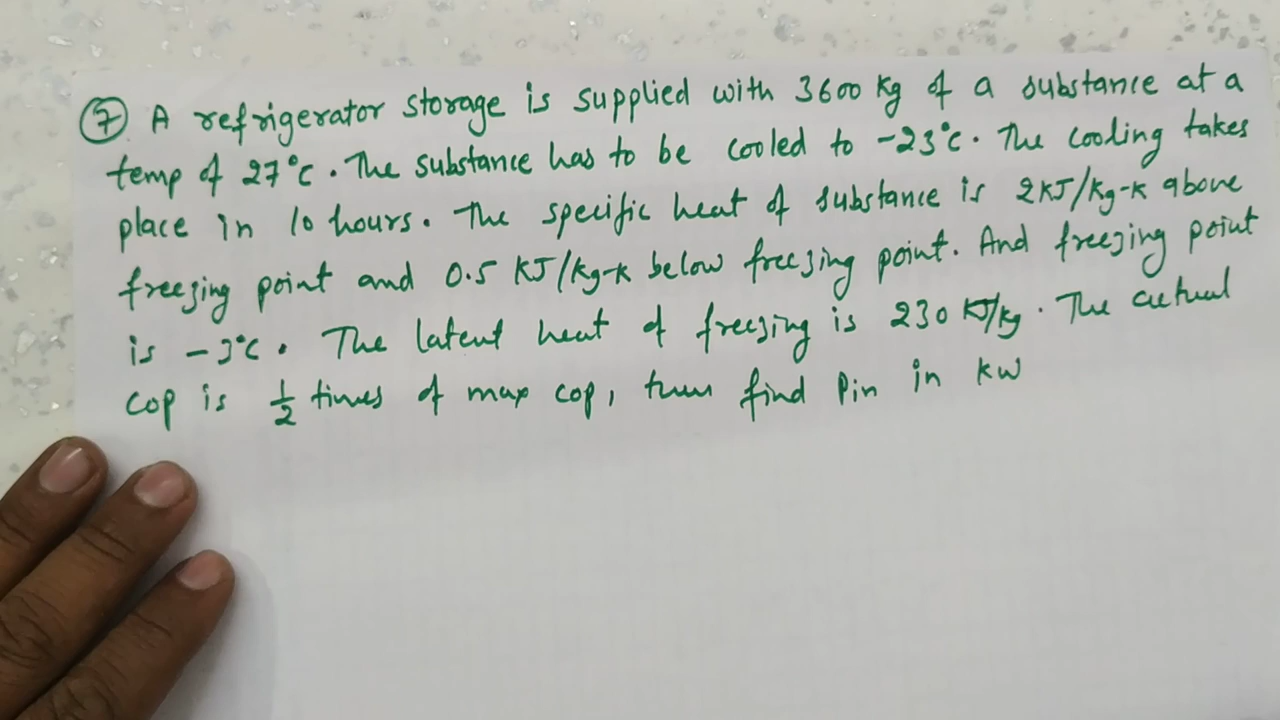 ⑦ A refrigerator storage is supplied with 3600 kg of a substance at a
temp of 27°c. The substance has to be cooled to -23°c. The cooling takes
place in 10 hours. The specific heat of substance is 2KJ/kg-k above
freezing point and 0.5 KJ/kg-k below freezing point. And freezing point
is -3°c. The latent heat of freezing is 230 KJ/kg. The actual
cop is 1/2 times of max cop, then find Pin in kw